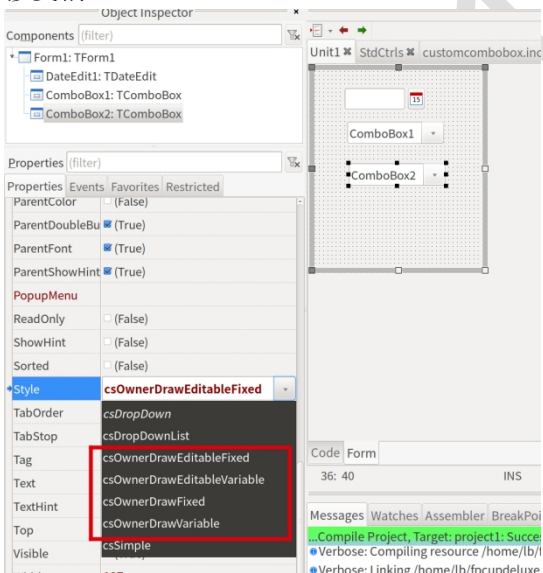 Object Inspector
Components (filter)
Form1: TForm1
DateEdit1: TDateEdit
ComboBox1: TComboBox
ComboBox2: TComboBox
Properties (filter)
Properties Events Favorites Restricted
ParentColor (False)
ParentDoubleBu (True)
ParentFont (True)
ParentShowHint (True)
PopupMenu
ReadOnly (False)
ShowHint (False)
Sorted (False)
Style csOwnerDrawEditableFixed
TabOrder csDropDown
TabStop csDropDownList
Tag csOwnerDrawEditableFixed
Text csOwnerDrawEditableVariable
TextHint csOwnerDrawFixed
Top csOwnerDrawVariable
Visible csSimple
Unit1 StdCtrls customcombobox.inc
15
ComboBox1
ComboBox2
Code Form
36: 40 INS
Messages Watches Assembler BreakPoi
...Compile Project, Target: project1: Succes
Verbose: Compiling resource /home/lb/f
Verbose: Linking /home/lb/fpcupdeluxe